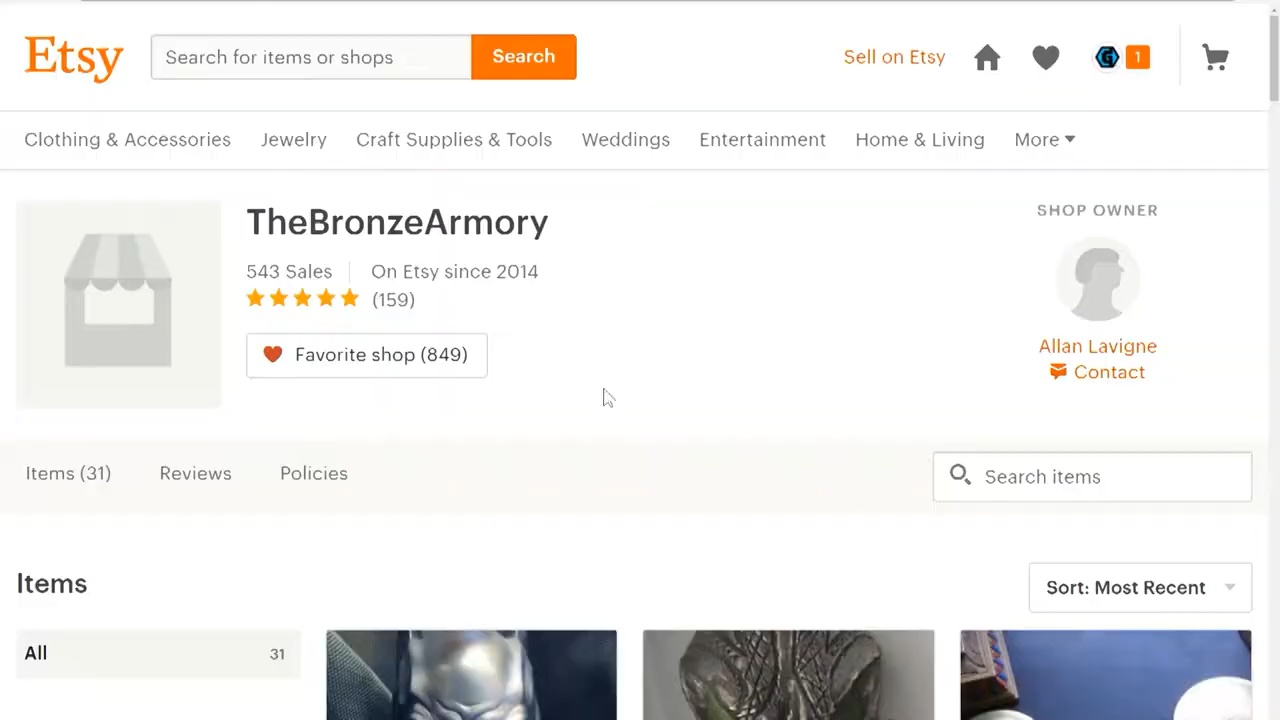 Etsy
Search for items or shops
Search
Sell on Etsy
1
Clothing & Accessories
Jewelry
Craft Supplies & Tools
Weddings
Entertainment
Home & Living
More
TheBronzeArmory
543 Sales
On Etsy since 2014
(159)
Favorite shop (849)
SHOP OWNER
Allan Lavigne
Contact
Items (31)
Reviews
Policies
Search items
Items
Sort: Most Recent
All
31